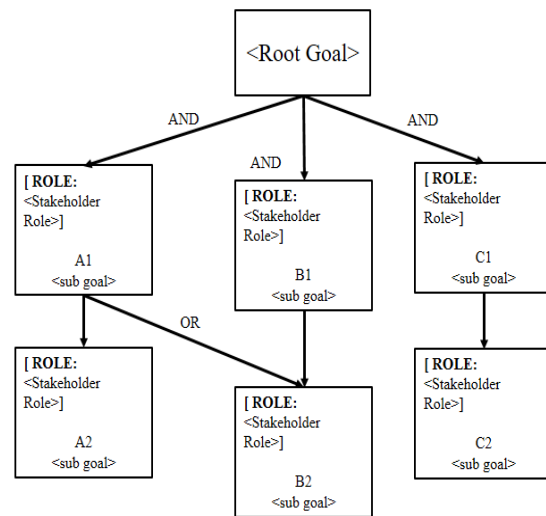 <Root Goal>
AND
AND
AND
[ ROLE:
<Stakeholder
Role>]
A1
<sub goal>
[ ROLE:
<Stakeholder
Role>]
B1
<sub goal>
[ ROLE:
<Stakeholder
Role>]
C1
<sub goal>
OR
[ ROLE:
<Stakeholder
Role>]
A2
<sub goal>
[ ROLE:
<Stakeholder
Role>]
B2
<sub goal>
[ ROLE:
<Stakeholder
Role>]
C2
<sub goal>